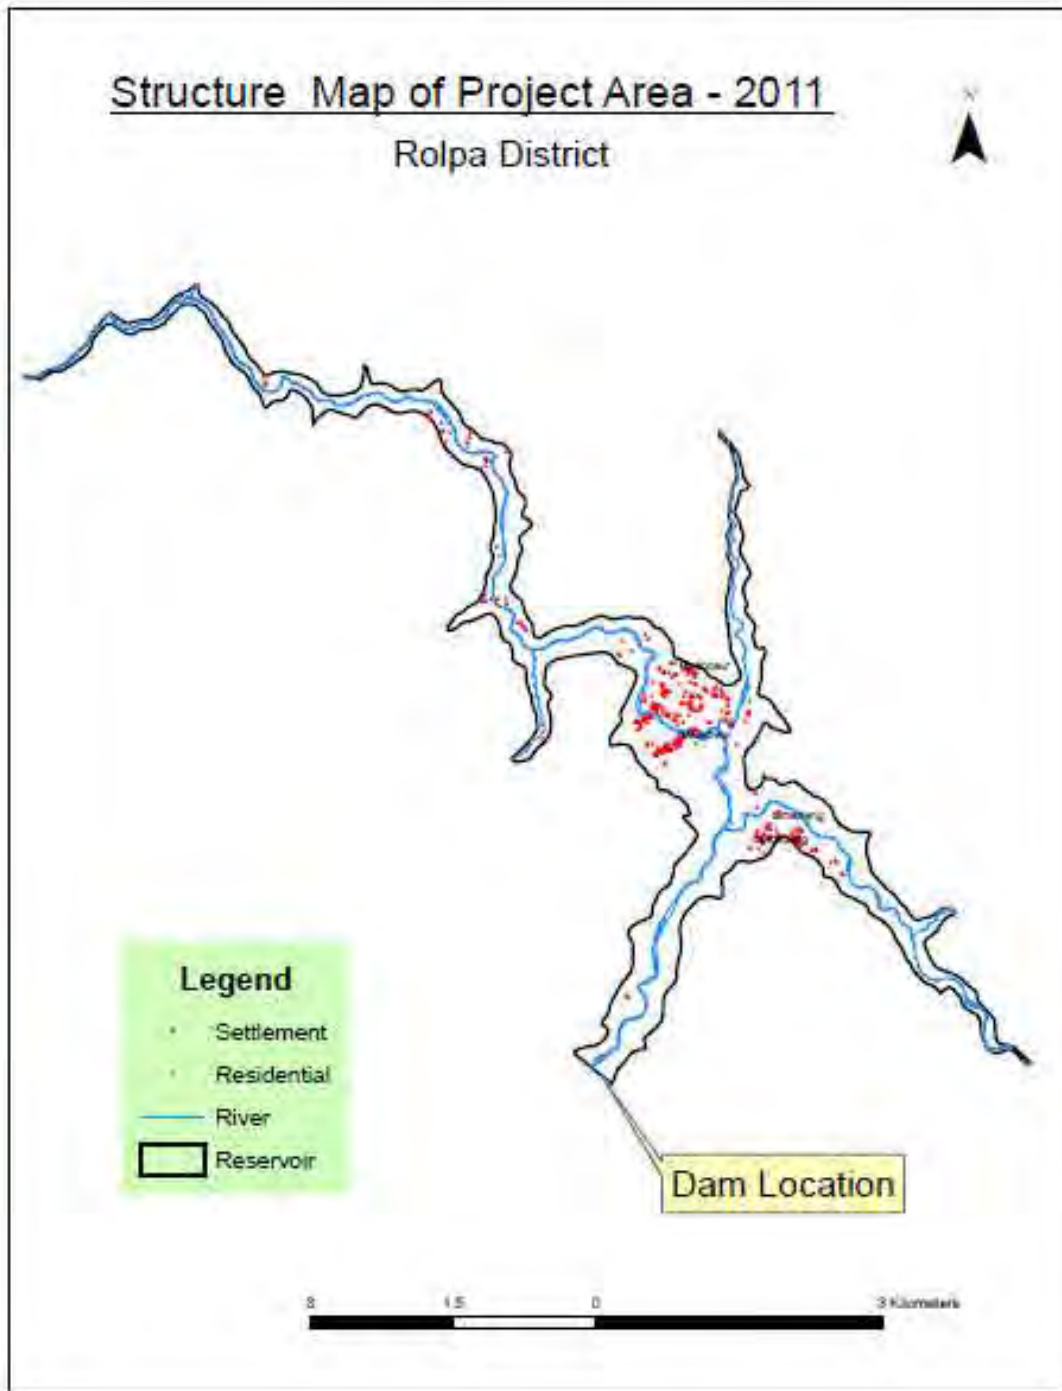 Structure Map of Project Area - 2011
N
Rolpa District
Legend
Settlement
Residential
River
Reservoir
Dam Location
3 1.5 0 3 Kilometers